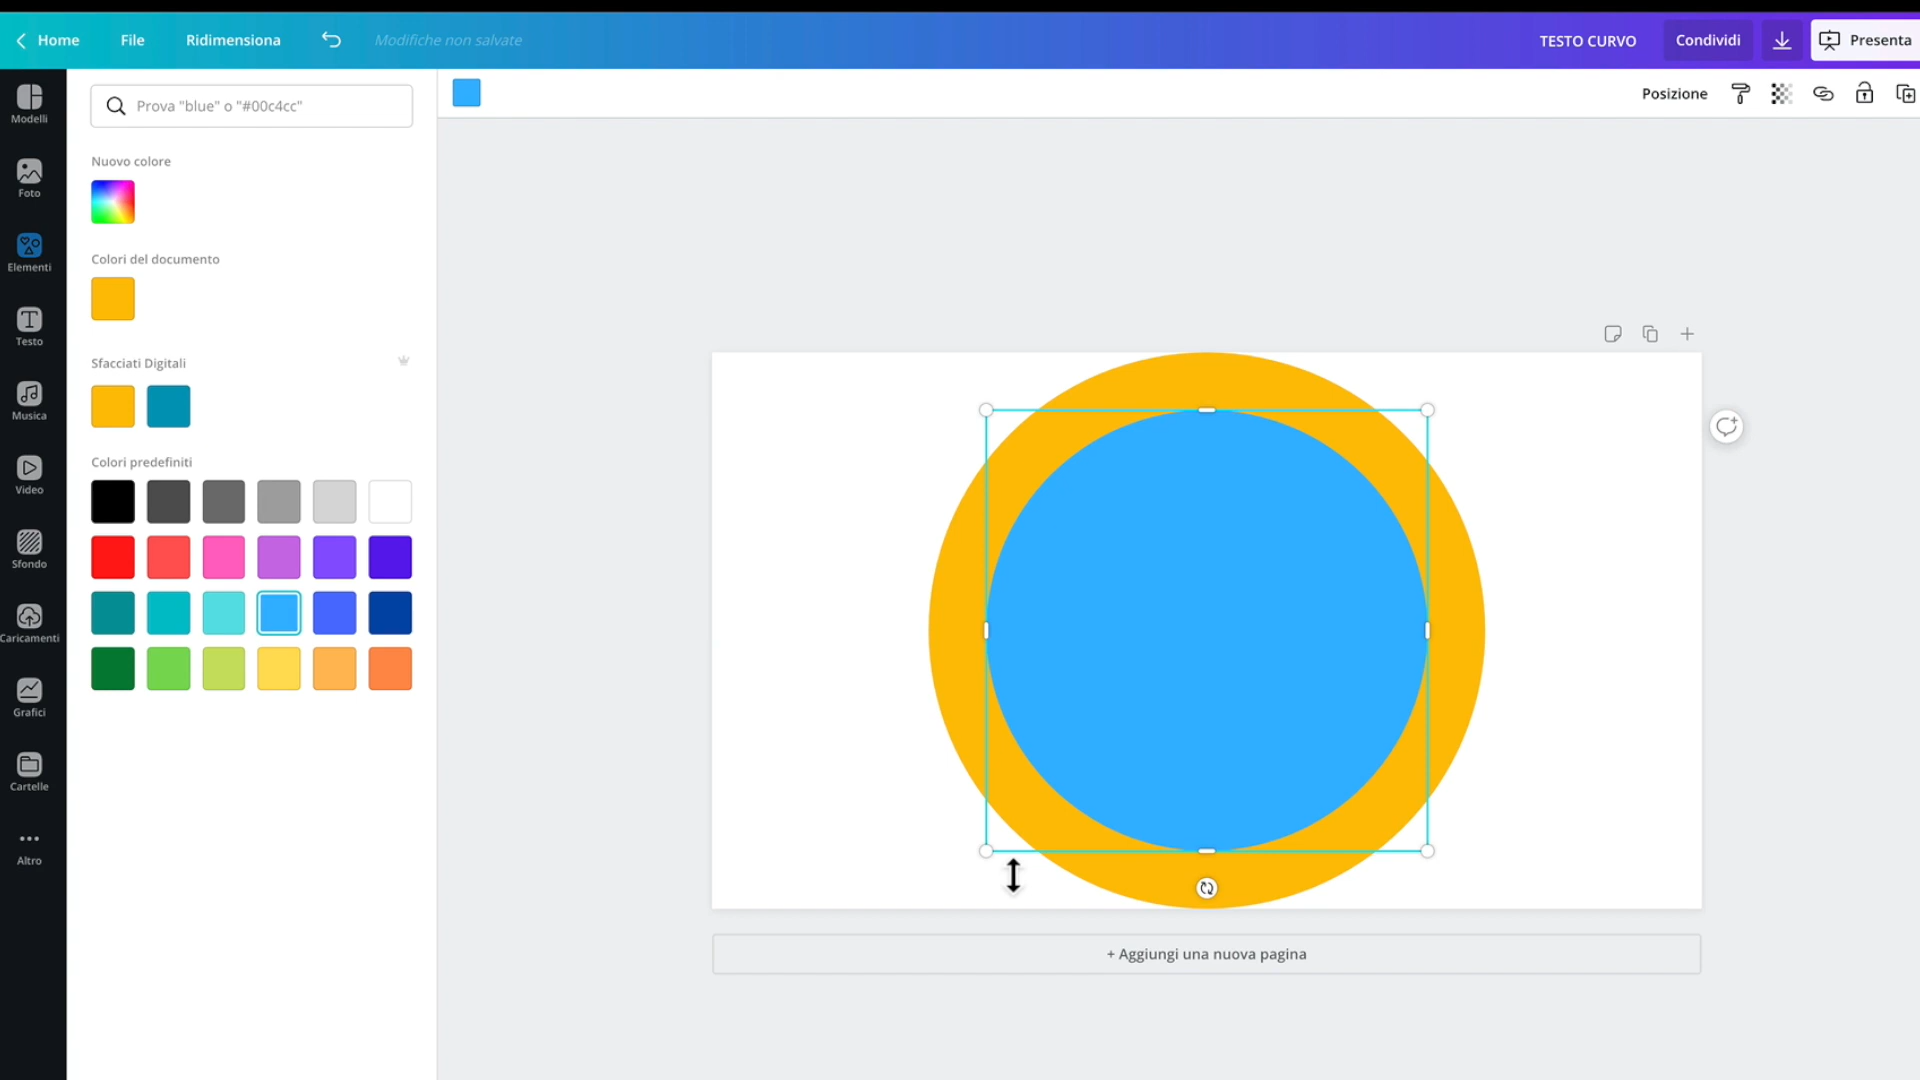 Home
File
Ridimensiona
Modifiche non salvate
TESTO CURVO
Condividi
Presenta
Modelli
Foto
Elementi
Testo
Musica
Video
Sfondo
Caricamenti
Grafici
Cartelle
Altro
Prova "blue" o "#00c4cc"
Nuovo colore
Colori del documento
Sfacciati Digitali
Colori predefiniti
Posizione
+ Aggiungi una nuova pagina